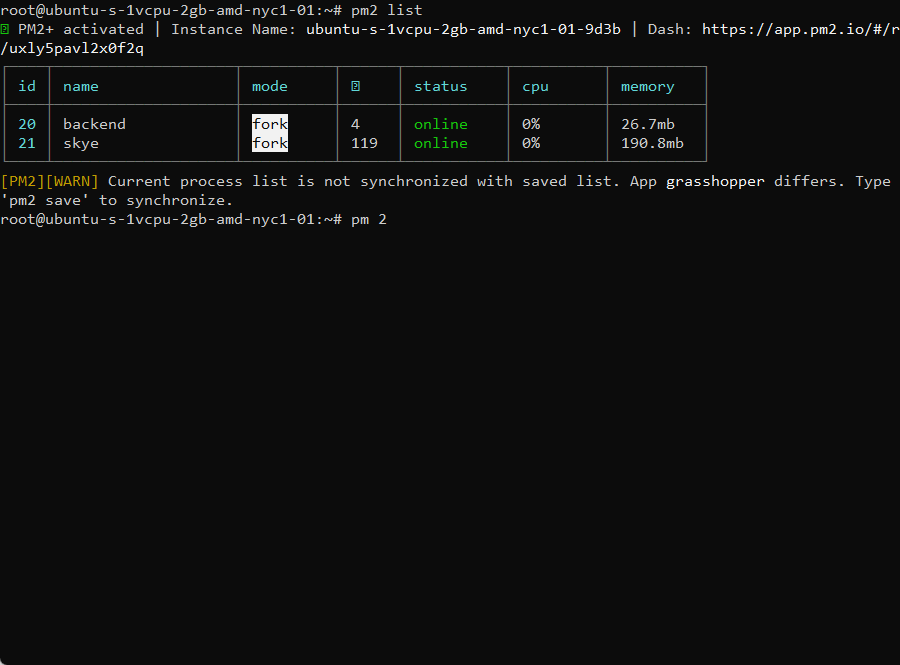 root@ubuntu-s-1vcpu-2gb-amd-nyc1-01:~# pm2 list
PM2+ activated | Instance Name: ubuntu-s-1vcpu-2gb-amd-nyc1-01-9d3b | Dash: https://app.pm2.io/#/r
/uxly5pavl2x0f2q
id name mode status cpu memory
20 backend fork 4 online 0% 26.7mb
21 skye fork 119 online 0% 190.8mb
[PM2][WARN] Current process list is not synchronized with saved list. App grasshopper differs. Type
'pm2 save' to synchronize.
root@ubuntu-s-1vcpu-2gb-amd-nyc1-01:~# pm 2